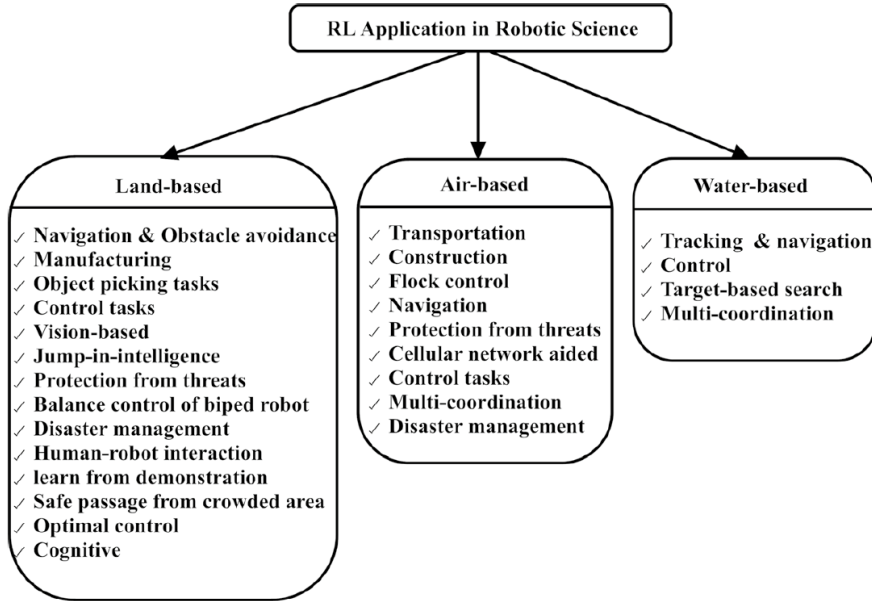 RL Application in Robotic Science
Land-based
✓ Navigation & Obstacle avoidance
✓ Manufacturing
✓ Object picking tasks
✓ Control tasks
✓ Vision-based
✓ Jump-in-intelligence
✓ Protection from threats
✓ Balance control of biped robot
✓ Disaster management
✓ Human-robot interaction
✓ learn from demonstration
✓ Safe passage from crowded area
✓ Optimal control
✓ Cognitive
Air-based
✓ Transportation
✓ Construction
✓ Flock control
✓ Navigation
✓ Protection from threats
✓ Cellular network aided
✓ Control tasks
✓ Multi-coordination
✓ Disaster management
Water-based
✓ Tracking & navigation
✓ Control
✓ Target-based search
✓ Multi-coordination